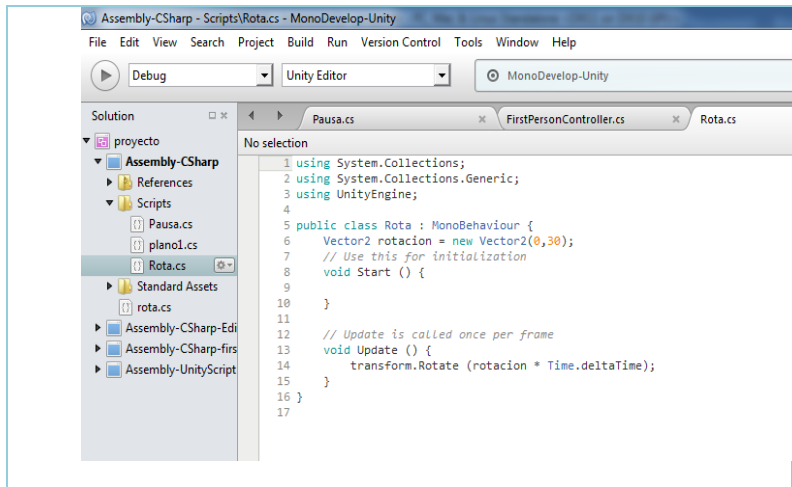 Assembly-CSharp - Scripts\Rota.cs - MonoDevelop-Unity
File Edit View Search Project Build Run Version Control Tools Window Help
Debug Unity Editor MonoDevelop-Unity
Solution
proyecto
Assembly-CSharp
References
Scripts
Pausa.cs
plano1.cs
Rota.cs
Standard Assets
rota.cs
Assembly-CSharp-Edi
Assembly-CSharp-firs
Assembly-UnityScript
Pausa.cs FirstPersonController.cs Rota.cs
No selection
1 using System.Collections;
2 using System.Collections.Generic;
3 using UnityEngine;
4
5 public class Rota : MonoBehaviour {
6 Vector2 rotacion = new Vector2(0,30);
7 // Use this for initialization
8 void Start () {
9
10 }
11
12 // Update is called once per frame
13 void Update () {
14 transform.Rotate (rotacion * Time.deltaTime);
15 }
16 }
17